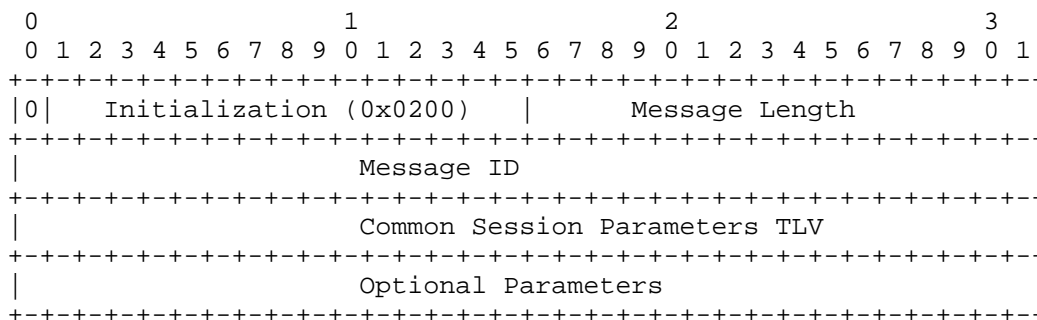 0                   1                   2                   3
 0 1 2 3 4 5 6 7 8 9 0 1 2 3 4 5 6 7 8 9 0 1 2 3 4 5 6 7 8 9 0 1
+-+-+-+-+-+-+-+-+-+-+-+-+-+-+-+-+-+-+-+-+-+-+-+-+-+-+-+-+-+-+-+-
|0|   Initialization (0x0200)   |      Message Length
+-+-+-+-+-+-+-+-+-+-+-+-+-+-+-+-+-+-+-+-+-+-+-+-+-+-+-+-+-+-+-+-
|                     Message ID
+-+-+-+-+-+-+-+-+-+-+-+-+-+-+-+-+-+-+-+-+-+-+-+-+-+-+-+-+-+-+-+-
|                     Common Session Parameters TLV
+-+-+-+-+-+-+-+-+-+-+-+-+-+-+-+-+-+-+-+-+-+-+-+-+-+-+-+-+-+-+-+-
|                     Optional Parameters
+-+-+-+-+-+-+-+-+-+-+-+-+-+-+-+-+-+-+-+-+-+-+-+-+-+-+-+-+-+-+-+-